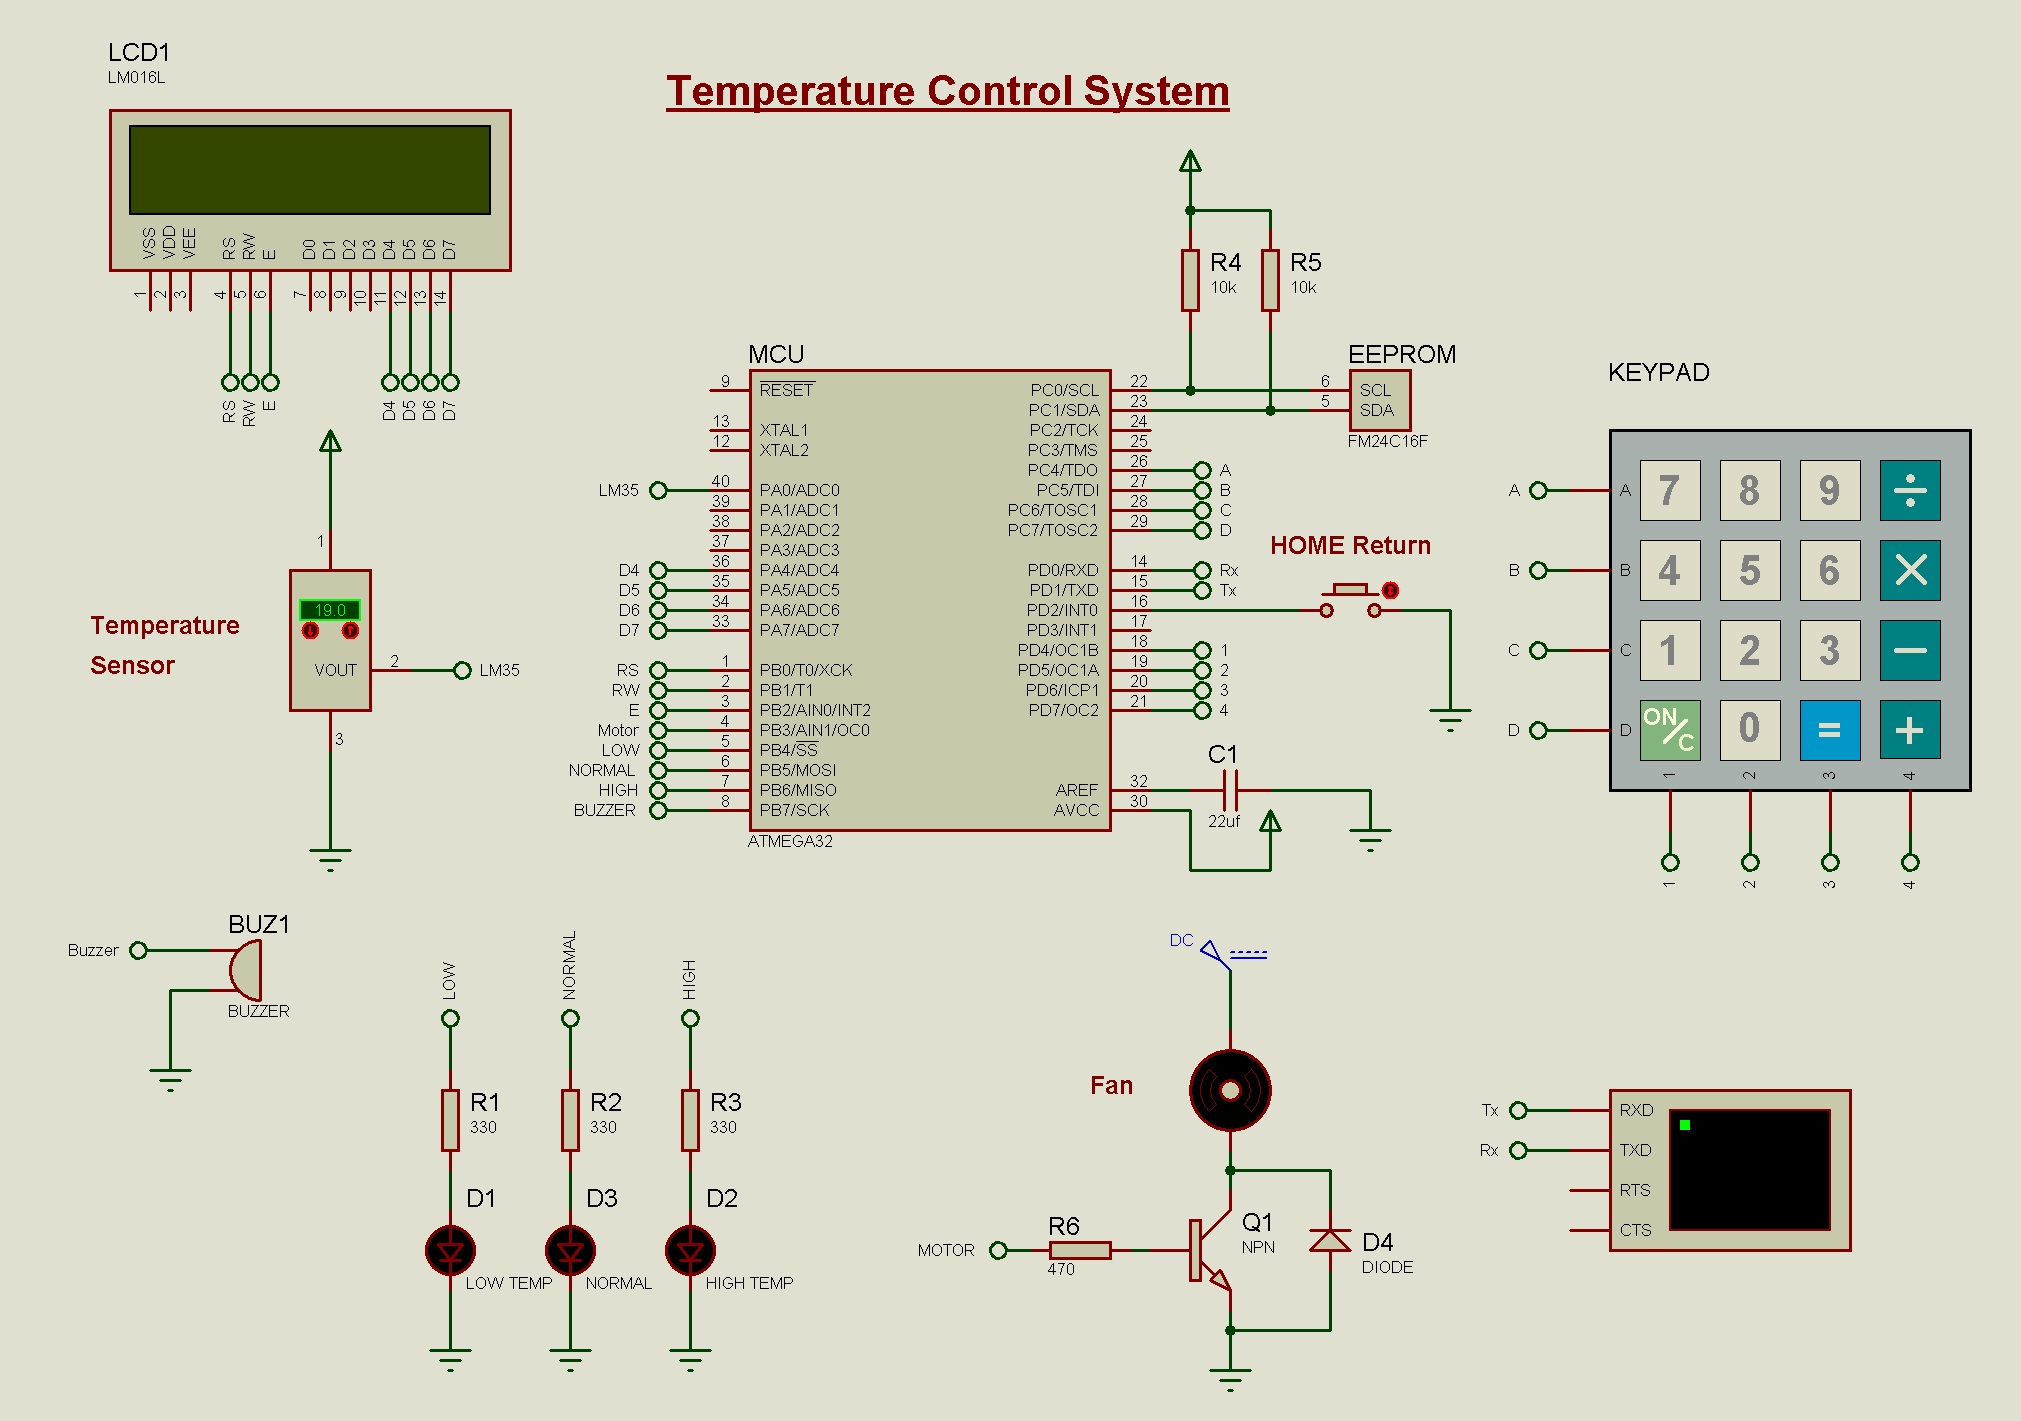 LCD1
LM016L
Temperature Control System
VSS
VDD
VEE
RS
RW
E
D0
D1
D2
D3
D4
D5
D6
D7
1
2
3
4
5
6
7
8
9
10
11
12
13
14
RS
RW
E
D4
D5
D6
D7
R4
10k
R5
10k
1
19.0
Temperature
Sensor
VOUT
2
LM35
3
MCU
9 RESET
13 XTAL1
12 XTAL2
LM35 40 PA0/ADC0
39 PA1/ADC1
38 PA2/ADC2
37 PA3/ADC3
D4 36 PA4/ADC4
D5 35 PA5/ADC5
D6 34 PA6/ADC6
D7 33 PA7/ADC7
RS 1 PB0/T0/XCK
RW 2 PB1/T1
E 3 PB2/AIN0/INT2
Motor 4 PB3/AIN1/OC0
LOW 5 PB4/SS
NORMAL 6 PB5/MOSI
HIGH 7 PB6/MISO
BUZZER 8 PB7/SCK
PC0/SCL 22
PC1/SDA 23
PC2/TCK 24
PC3/TMS 25
PC4/TDO 26 A
PC5/TDI 27 B
PC6/TOSC1 28 C
PC7/TOSC2 29 D
PD0/RXD 14 Rx
PD1/TXD 15 Tx
PD2/INT0 16
PD3/INT1 17
PD4/OC1B 18 1
PD5/OC1A 19 2
PD6/ICP1 20 3
PD7/OC2 21 4
AREF 32
AVCC 30
ATMEGA32
EEPROM
6 SCL
5 SDA
FM24C16F
HOME Return
C1
22uf
KEYPAD
A A 7 8 9 ÷
B B 4 5 6 ×
C C 1 2 3 −
D D ON/C 0 = +
1 2 3 4
1 2 3 4
BUZ1
Buzzer
BUZZER
LOW
NORMAL
HIGH
R1
330
R2
330
R3
330
D1
D3
D2
LOW TEMP
NORMAL
HIGH TEMP
DC
Fan
MOTOR
R6
470
Q1
NPN
D4
DIODE
Tx RXD
Rx TXD
RTS
CTS